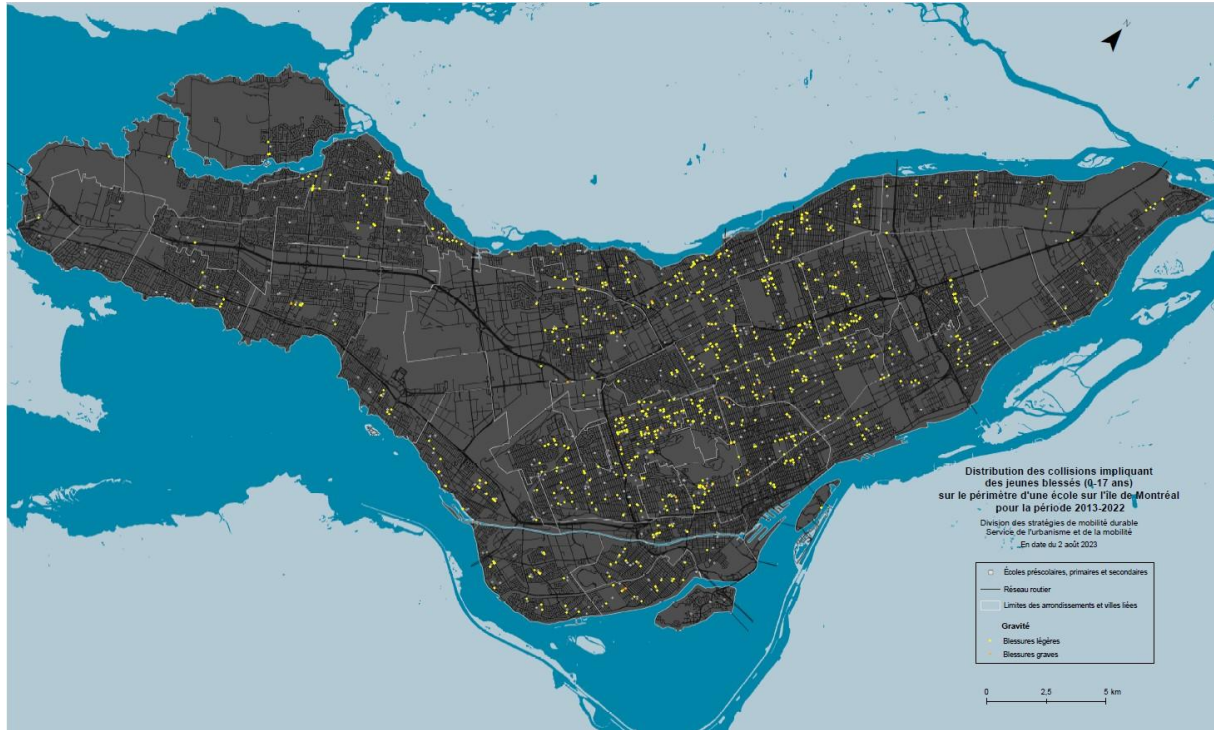 N
Distribution des collisions impliquant
des jeunes blessés (0-17 ans)
sur le périmètre d'une école sur l'île de Montréal
pour la période 2013-2022
Division des stratégies de mobilité durable
Service de l'urbanisme et de la mobilité
En date du 2 août 2023
Écoles préscolaires, primaires et secondaires
Réseau routier
Limites des arrondissements et villes liées
Gravité
Blessures légères
Blessures graves
0 2,5 5 km